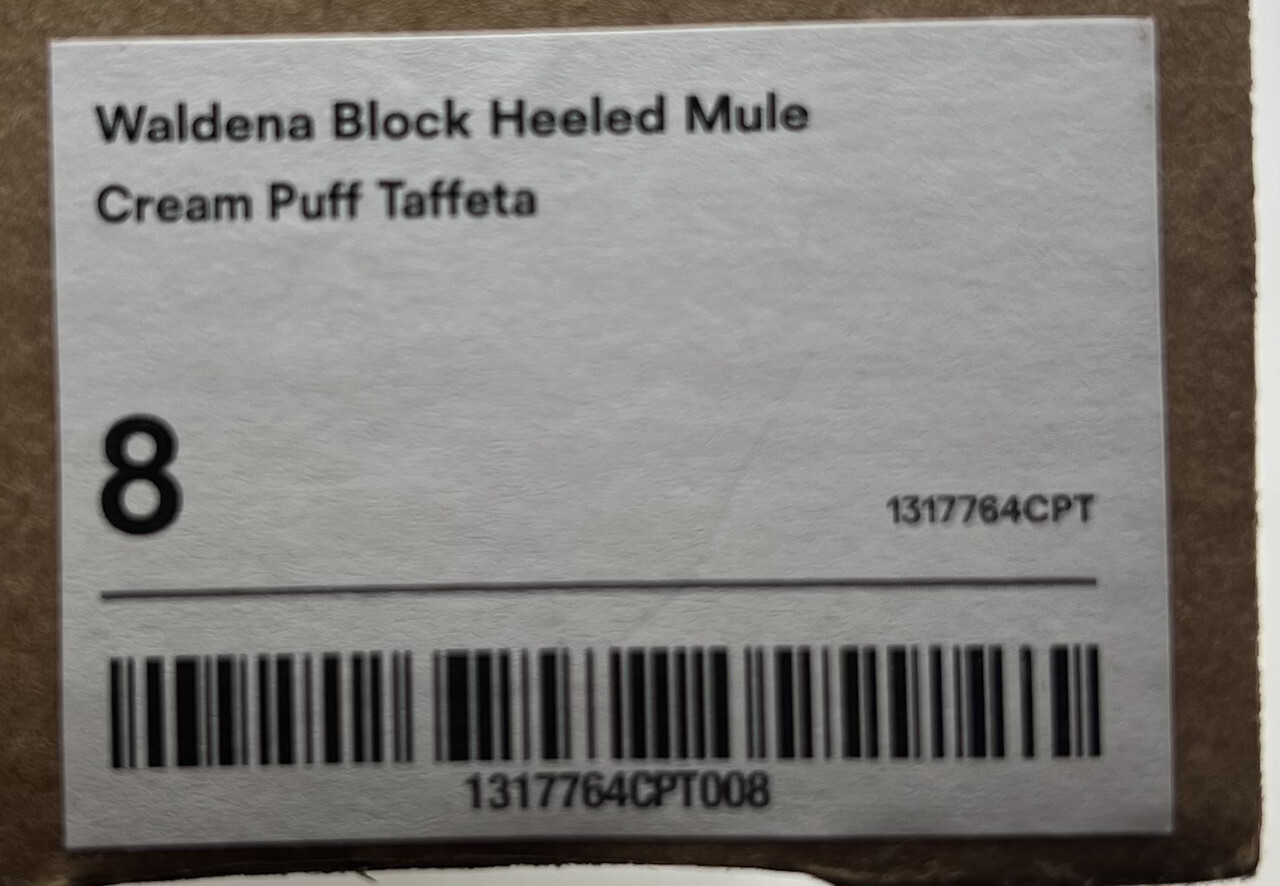 Waldena Block Heeled Mule
Cream Puff Taffeta
8
1317764CPT
1317764CPT008